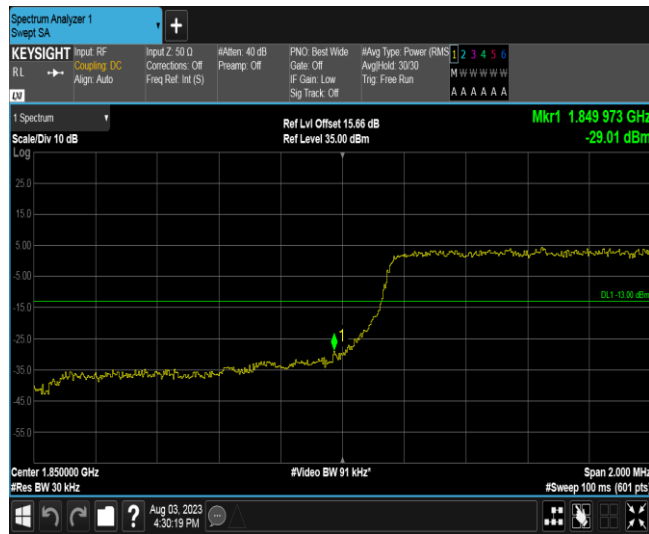 Spectrum Analyzer 1
Swept SA
+
KEYSIGHT
RL
LXI
Input: RF
Coupling: DC
Align: Auto
Input Z: 50 Ω
Corrections: Off
Freq Ref: Int (S)
#Atten: 40 dB
Preamp: Off
PNO: Best Wide
Gate: Off
IF Gain: Low
Sig Track: Off
#Avg Type: Power (RMS
Avg|Hold: 30/30
Trig: Free Run
1 2 3 4 5 6
M W W W W W
A A A A A A
1 Spectrum
Scale/Div 10 dB
Log
Ref Lvl Offset 15.66 dB
Ref Level 35.00 dBm
Mkr1 1.849 973 GHz
-29.01 dBm
25.0
15.0
5.00
-5.00
-15.0
-25.0
-35.0
-45.0
-55.0
1
DL1 -13.00 dBm
Center 1.850000 GHz
#Res BW 30 kHz
#Video BW 91 kHz*
Span 2.000 MHz
#Sweep 100 ms (601 pts
?
Aug 03, 2023
4:30:19 PM